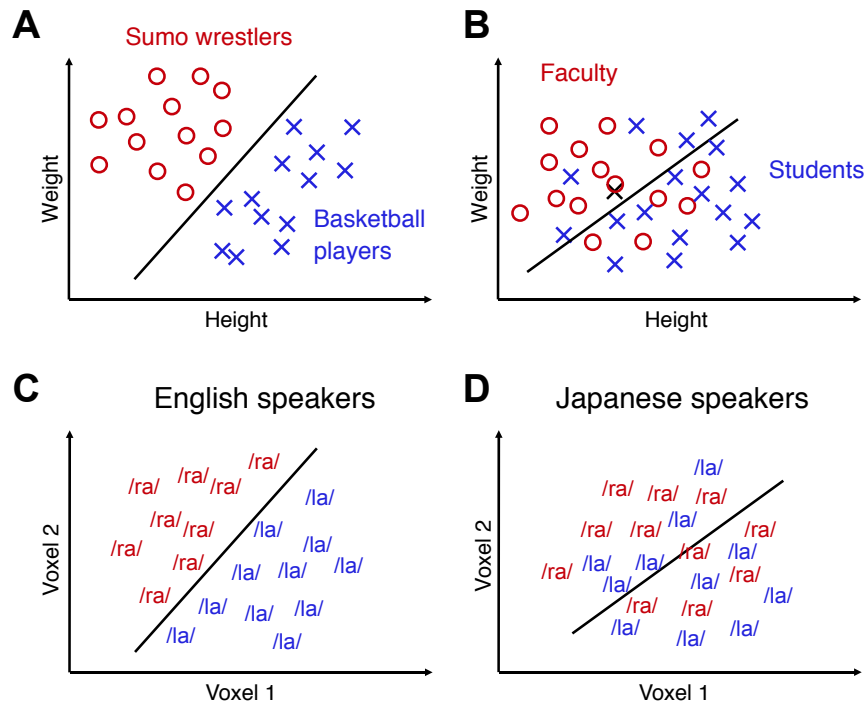 A
Sumo wrestlers
Weight
Basketball
players
Height
B
Faculty
Weight
Students
Height
C
English speakers
/ra/
/ra/
/ra/ /ra/
/la/
/ra/
/ra/ /la/
Voxel 2
/ra/ /la/
/ra/ /la/
/la/ /la/
/ra/
/la/ /la/ /la/
/la/ /la/
Voxel 1
D
Japanese speakers
/la/
/ra/ /ra/ /ra/
/la/
/ra/ /ra/ /ra/
Voxel 2
/ra/ /la/
/la/ /la/
/ra/ /ra/
/la/ /la/
/la/
/ra/ /ra/
/la/ /la/
/la/
Voxel 1